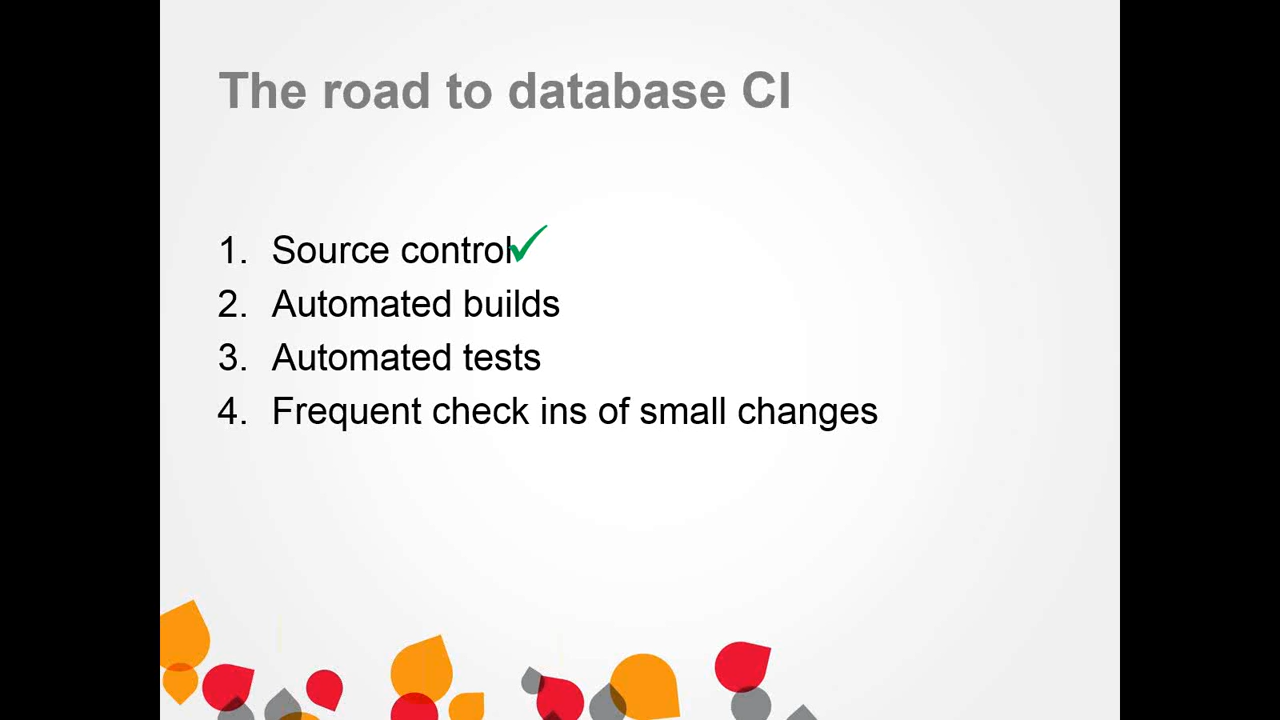 The road to database CI
1. Source control
2. Automated builds
3. Automated tests
4. Frequent check ins of small changes